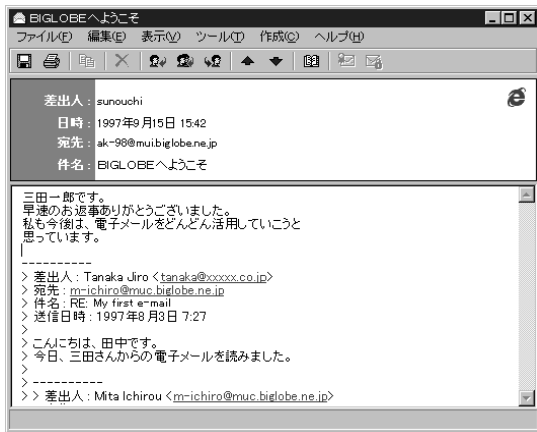 BIGLOBEへようこそ
ファイル(F) 編集(E) 表示(V) ツール(T) 作成(C) ヘルプ(H)
差出人: sunouchi
日時: 1997年9月15日 15:42
宛先: ak-98@mui.biglobe.ne.jp
件名: BIGLOBEへようこそ
三田一郎です。
早速のお返事ありがとうございました。
私も今後は、電子メールをどんどん活用していこうと
思っています。
----------
> 差出人 : Tanaka Jiro <tanaka@xxxxx.co.jp>
> 宛先 : m-ichiro@muc.biglobe.ne.jp
> 件名 : RE: My first e-mail
> 送信日時 : 1997年8月3日 7:27
>
> こんにちは、田中です。
> 今日、三田さんからの電子メールを読みました。
>
> ----------
> > 差出人 : Mita Ichirou <m-ichiro@muc.biglobe.ne.jp>